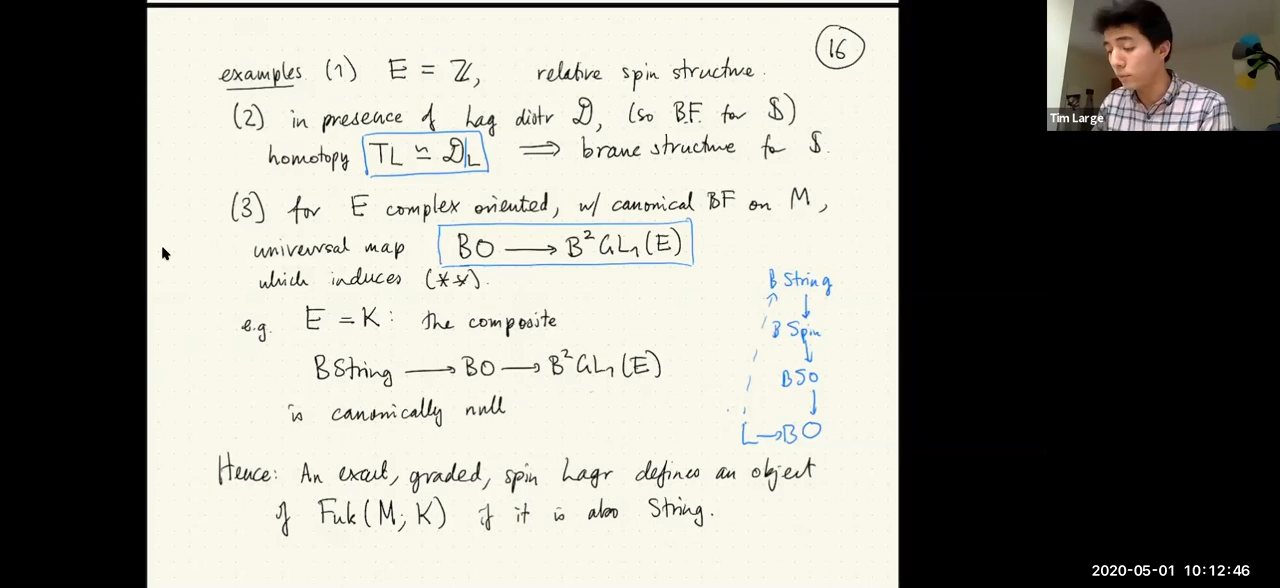 16
examples (1) E = ℤ, relative spin structure.
(2) in presence of Lag distr 𝒟, (so B.F. for $)
homotopy TL ≃ 𝒟|L ⟹ brane structure for $.
(3) for E complex oriented, w/ canonical BF on M,
universal map BO ⟶ B²GL₁(E)
which induces (**).
e.g. E = K: the composite
BString ⟶ BO ⟶ B²GL₁(E)
is canonically null
B String
↓
B Spin
↓
BSO
↓
L → BO
Hence: An exact, graded, spin Lagr defines an object
of Fuk(M; K) if it is also String.
Tim Large
2020-05-01 10:12:46